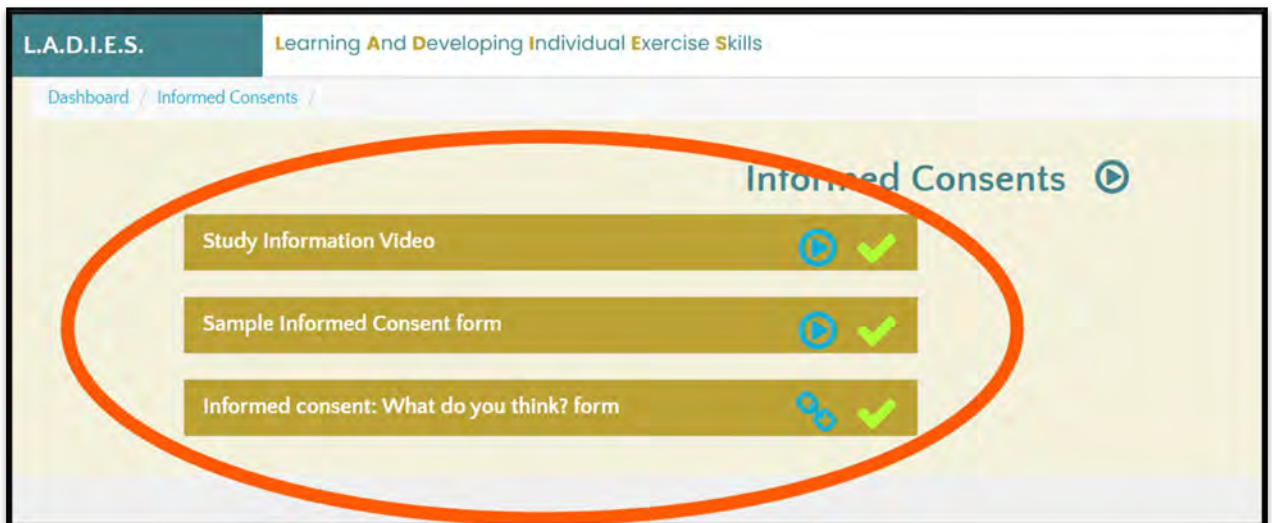 L.A.D.I.E.S.
Learning And Developing Individual Exercise Skills
Dashboard / Informed Consents /
Informed Consents
Study Information Video
Sample Informed Consent form
Informed consent: What do you think? form